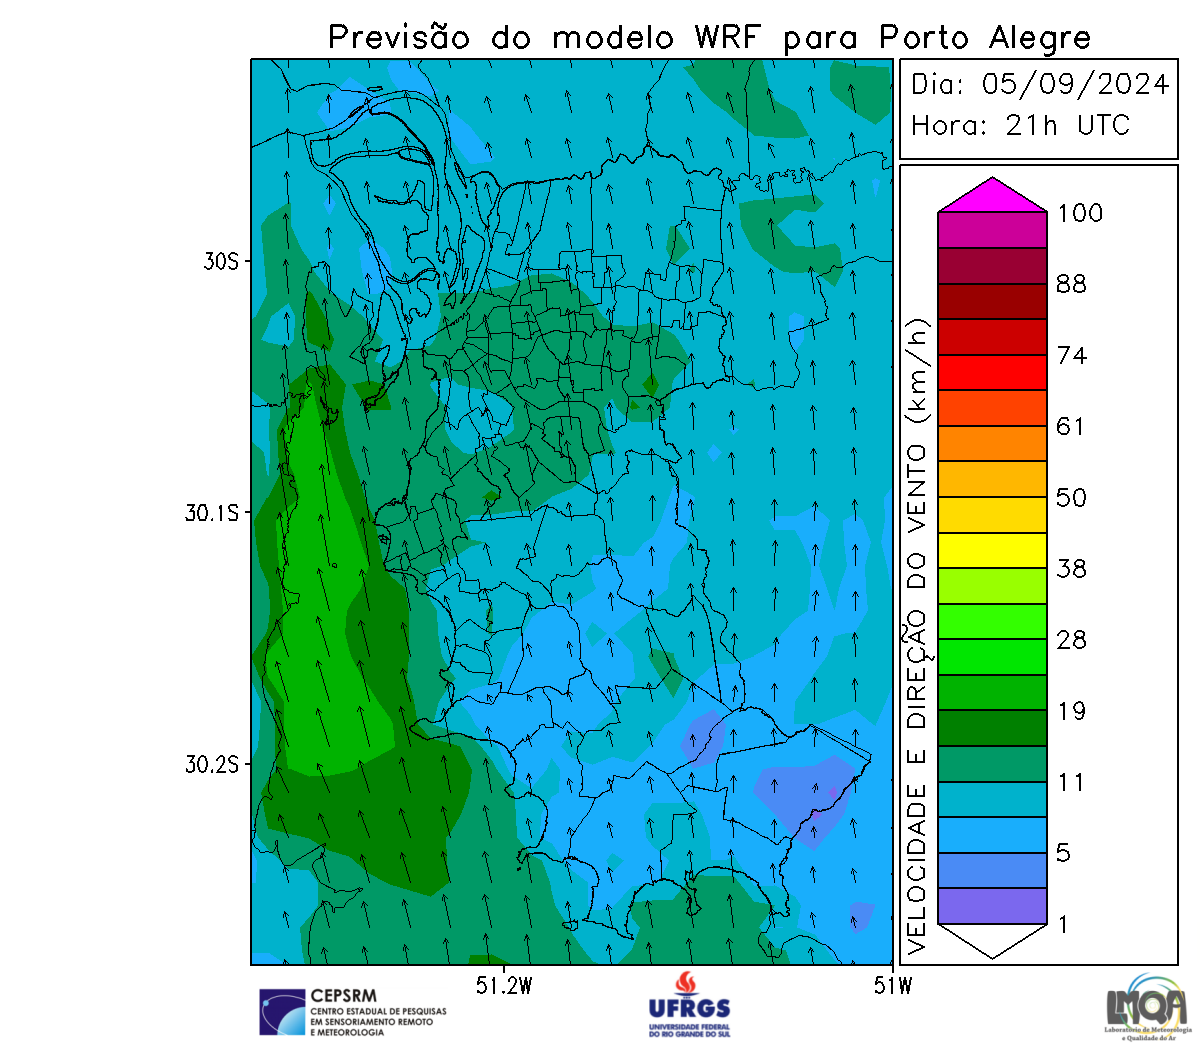 Previsão do modelo WRF para Porto Alegre
Dia: 05/09/2024
Hora: 21h UTC
30S
30.1S
30.2S
51.2W
51W
VELOCIDADE E DIREÇÃO DO VENTO (km/h)
100
88
74
61
50
38
28
19
11
5
1
CEPSRM
CENTRO ESTADUAL DE PESQUISAS
EM SENSORIAMENTO REMOTO
E METEOROLOGIA
UFRGS
UNIVERSIDADE FEDERAL
DO RIO GRANDE DO SUL
LMQA
Laboratório de Meteorologia
e Qualidade do Ar